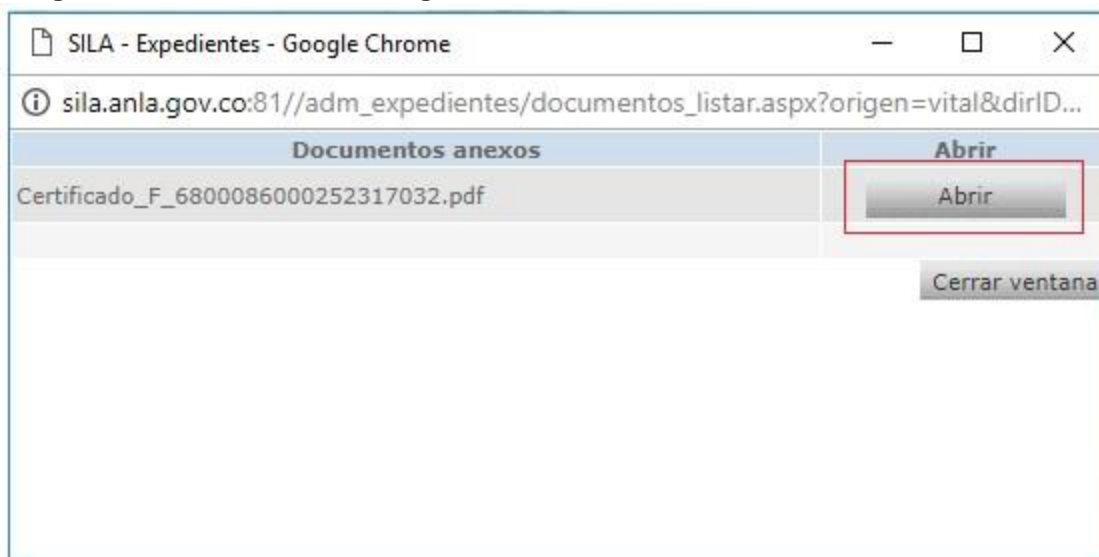 SILA - Expedientes - Google Chrome
sila.anla.gov.co:81//adm_expedientes/documentos_listar.aspx?origen=vital&dirID...
Documentos anexos Abrir
Certificado_F_6800086000252317032.pdf Abrir
Cerrar ventana